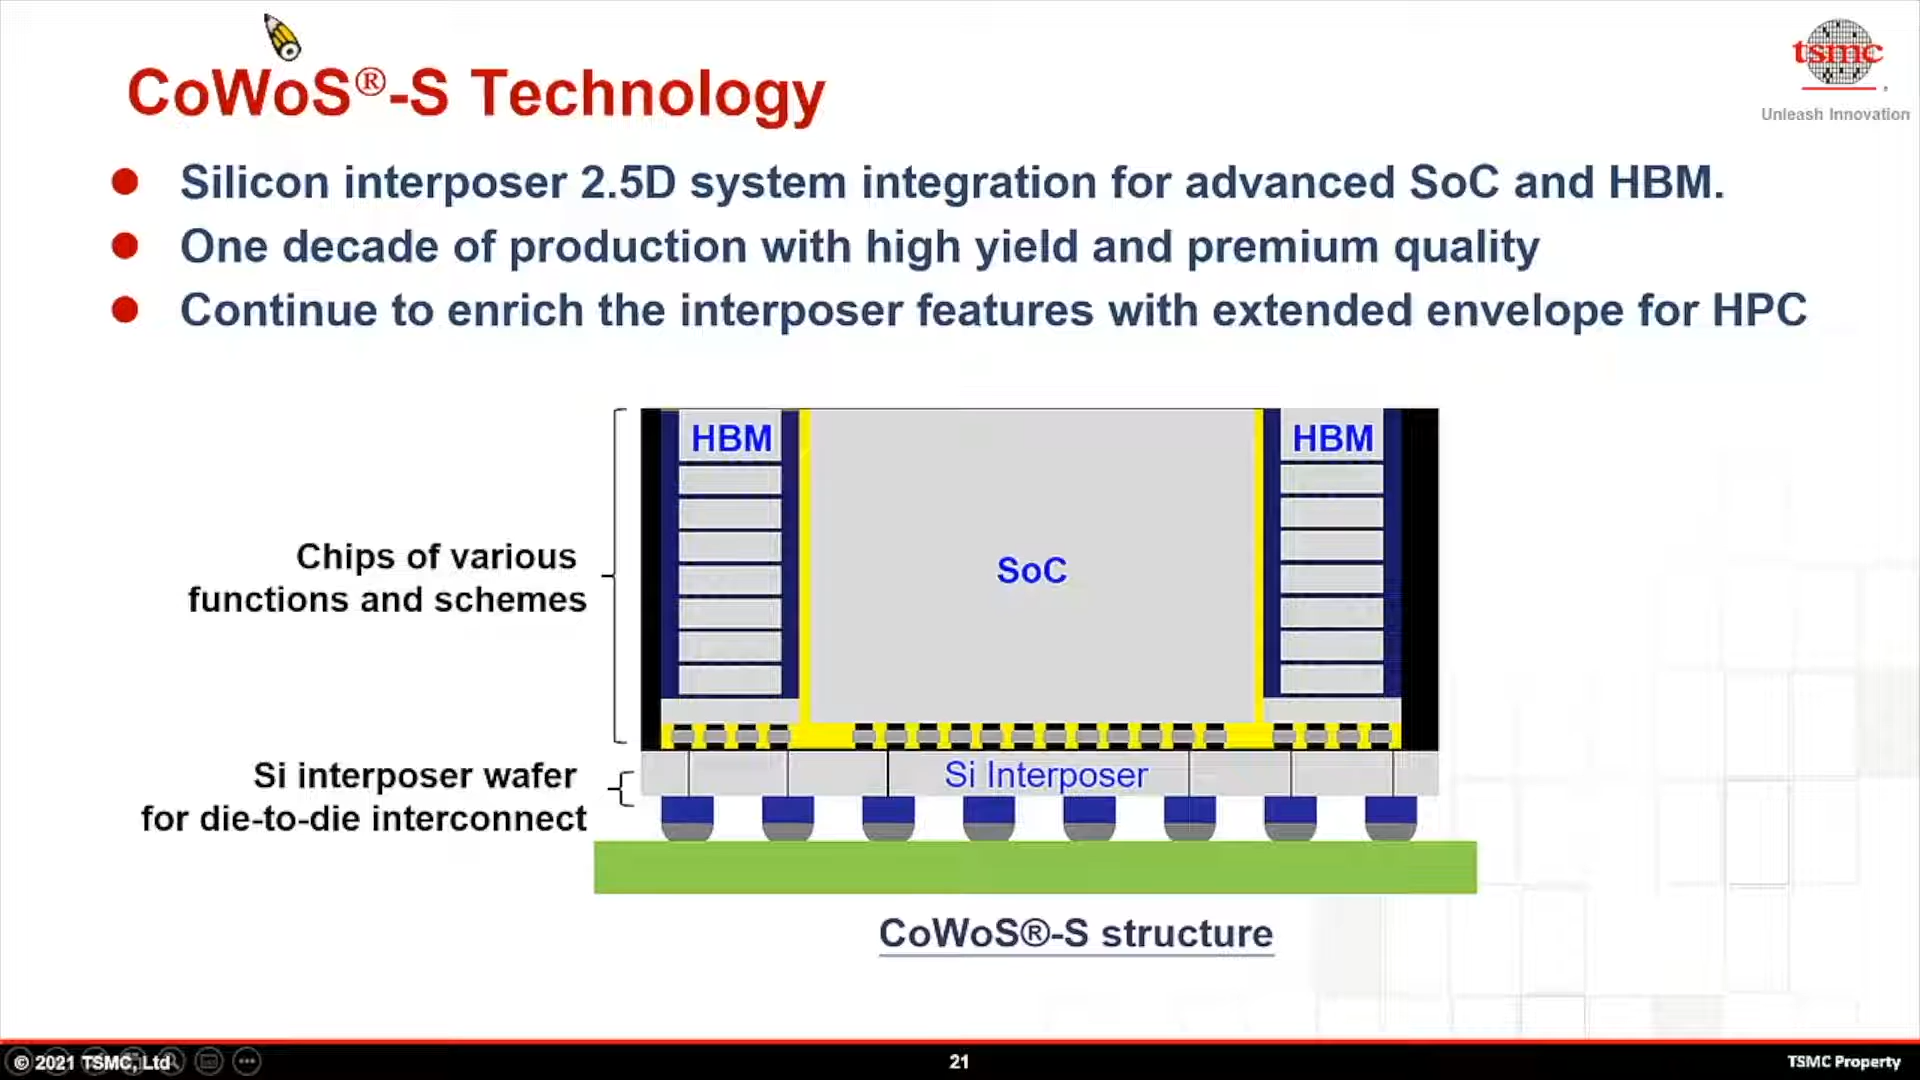 CoWoS®-S Technology
tsmc
Unleash Innovation
Silicon interposer 2.5D system integration for advanced SoC and HBM.
One decade of production with high yield and premium quality
Continue to enrich the interposer features with extended envelope for HPC
HBM
HBM
Chips of various
functions and schemes
SoC
Si interposer wafer
for die-to-die interconnect
Si Interposer
CoWoS®-S structure
© 2021 TSMC, Ltd
21
TSMC Property